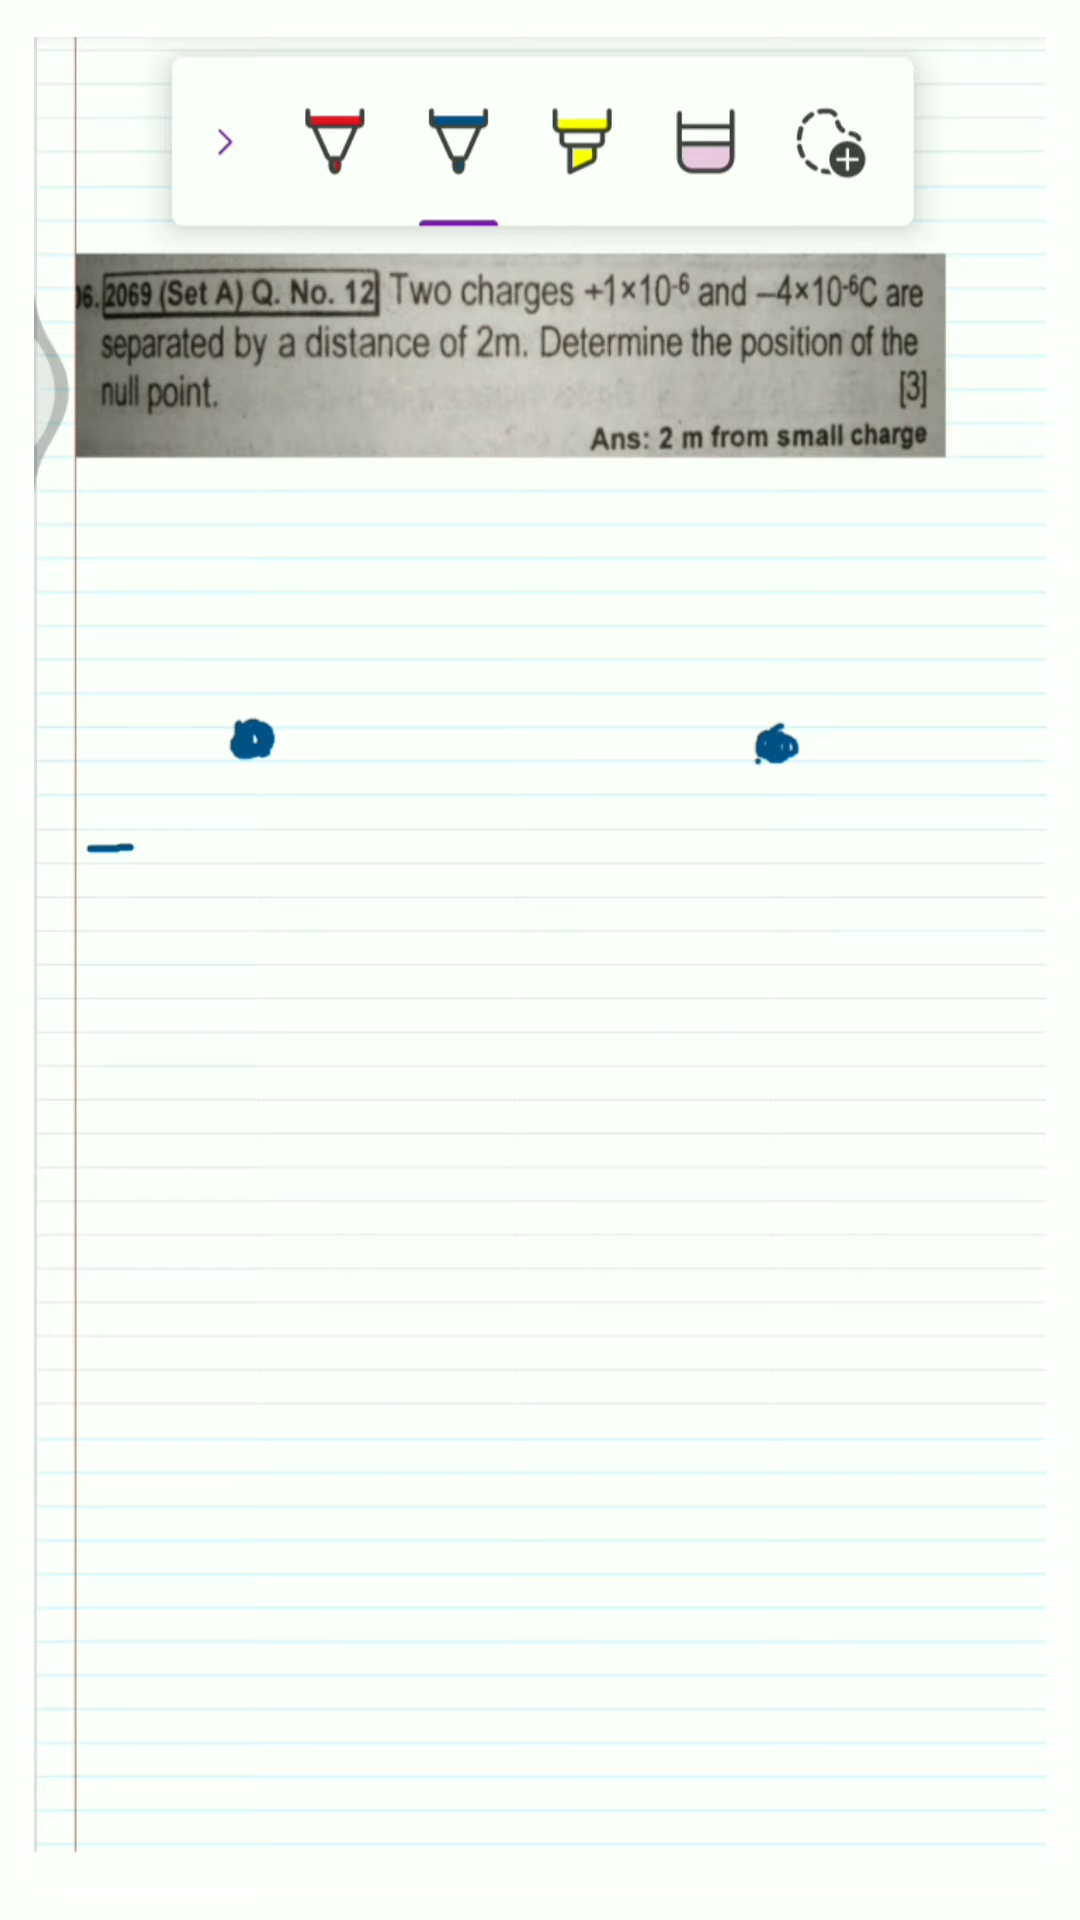 06. 2069 (Set A) Q. No. 12 Two charges +1×10⁻⁶ and –4×10⁻⁶C are
separated by a distance of 2m. Determine the position of the
null point. [3]
Ans: 2 m from small charge